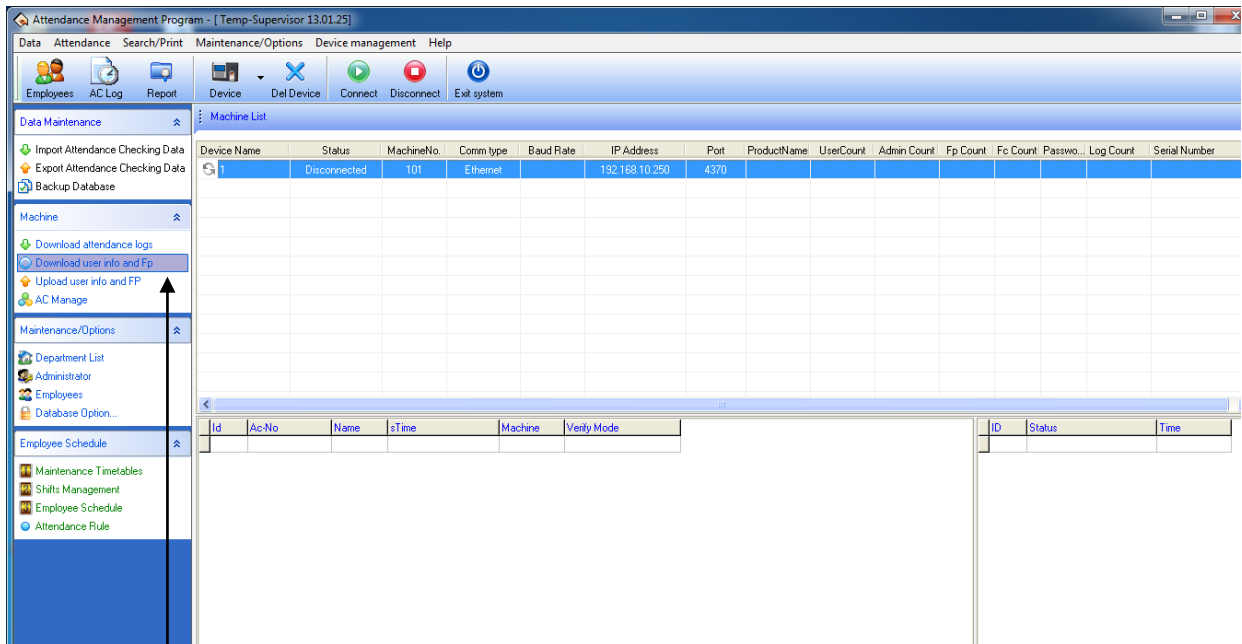 Attendance Management Program - [ Temp-Supervisor 13.01.25]
Data Attendance Search/Print Maintenance/Options Device management Help
Employees AC Log Report Device Del Device Connect Disconnect Exit system
Data Maintenance
Import Attendance Checking Data
Export Attendance Checking Data
Backup Database
Machine
Download attendance logs
Download user info and Fp
Upload user info and FP
AC Manage
Maintenance/Options
Department List
Administrator
Employees
Database Option...
Employee Schedule
Maintenance Timetables
Shifts Management
Employee Schedule
Attendance Rule
Machine List
Device Name Status MachineNo. Comm type Baud Rate IP Address Port ProductName UserCount Admin Count Fp Count Fc Count Passwo... Log Count Serial Number
1 Disconnected 101 Ethernet 192.168.10.250 4370
Id Ac-No Name sTime Machine Verify Mode
ID Status Time